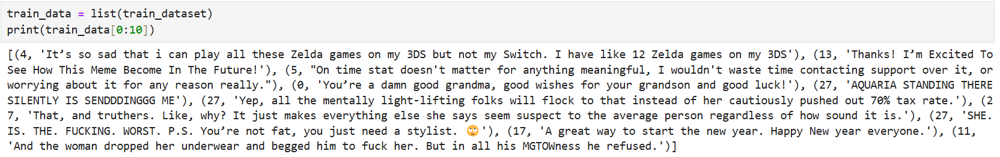 train_data = list(train_dataset)
print(train_data[0:10])
[(4, 'It’s so sad that i can play all these Zelda games on my 3DS but not my Switch. I have like 12 Zelda games on my 3DS'), (13, 'Thanks! I’m Excited To
See How This Meme Become In The Future!'), (5, "On time stat doesn't matter for anything meaningful, I wouldn't waste time contacting support over it, or
worrying about it for any reason really."), (0, 'You’re a damn good grandma, good wishes for your grandson and good luck!'), (27, 'AQUARIA STANDING THERE
SILENTLY IS SENDDDINGGG ME'), (27, 'Yep, all the mentally light-lifting folks will flock to that instead of her cautiously pushed out 70% tax rate.'), (2
7, 'That, and truthers. Like, why? It just makes everything else she says seem suspect to the average person regardless of how sound it is.'), (27, 'SHE.
IS. THE. FUCKING. WORST. P.S. You’re not fat, you just need a stylist. 🙄'), (17, 'A great way to start the new year. Happy New year everyone.'), (11,
'And the woman dropped her underwear and begged him to fuck her. But in all his MGTOWness he refused.')]